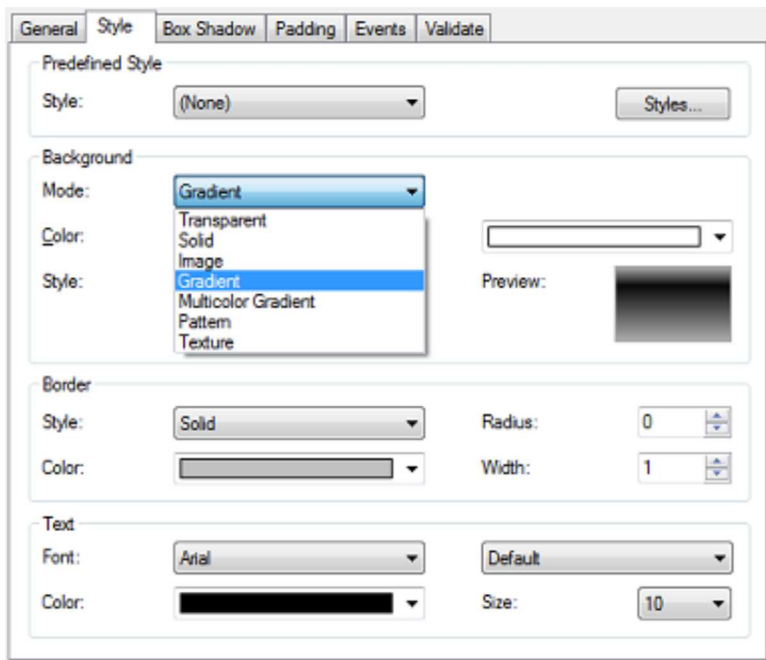 General Style Box Shadow Padding Events Validate
Predefined Style
Style: (None) Styles...
Background
Mode: Gradient
Transparent
Color:
Solid
Image
Style: Gradient Preview:
Multicolor Gradient
Pattern
Texture
Border
Style: Solid Radius: 0
Color: Width: 1
Text
Font: Arial Default
Color: Size: 10